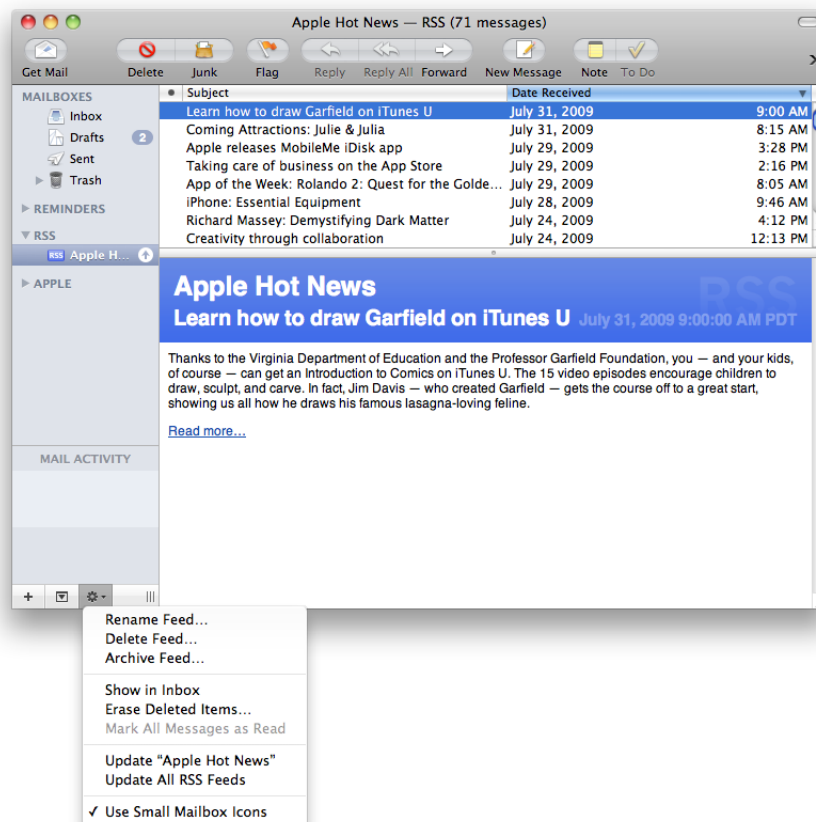 Apple Hot News — RSS (71 messages)
Get Mail Delete Junk Flag Reply Reply All Forward New Message Note To Do
MAILBOXES
Inbox
Drafts 2
Sent
Trash
REMINDERS
RSS
RSS Apple H...
APPLE
MAIL ACTIVITY
Subject Date Received
Learn how to draw Garfield on iTunes U July 31, 2009 9:00 AM
Coming Attractions: Julie & Julia July 31, 2009 8:15 AM
Apple releases MobileMe iDisk app July 29, 2009 3:28 PM
Taking care of business on the App Store July 29, 2009 2:16 PM
App of the Week: Rolando 2: Quest for the Golde... July 29, 2009 8:05 AM
iPhone: Essential Equipment July 28, 2009 9:46 AM
Richard Massey: Demystifying Dark Matter July 24, 2009 4:12 PM
Creativity through collaboration July 24, 2009 12:13 PM
Apple Hot News RSS
Learn how to draw Garfield on iTunes U July 31, 2009 9:00:00 AM PDT
Thanks to the Virginia Department of Education and the Professor Garfield Foundation, you — and your kids,
of course — can get an Introduction to Comics on iTunes U. The 15 video episodes encourage children to
draw, sculpt, and carve. In fact, Jim Davis — who created Garfield — gets the course off to a great start,
showing us all how he draws his famous lasagna-loving feline.
Read more...
Rename Feed...
Delete Feed...
Archive Feed...
Show in Inbox
Erase Deleted Items...
Mark All Messages as Read
Update “Apple Hot News”
Update All RSS Feeds
✓ Use Small Mailbox Icons